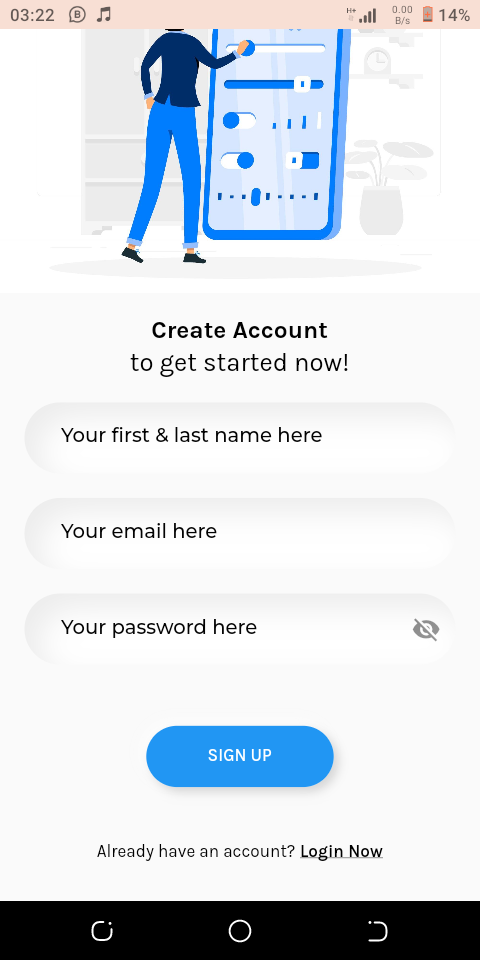 03:22 H+ 0.00 B/s 14%
Create Account
to get started now!
Your first & last name here
Your email here
Your password here
SIGN UP
Already have an account? Login Now